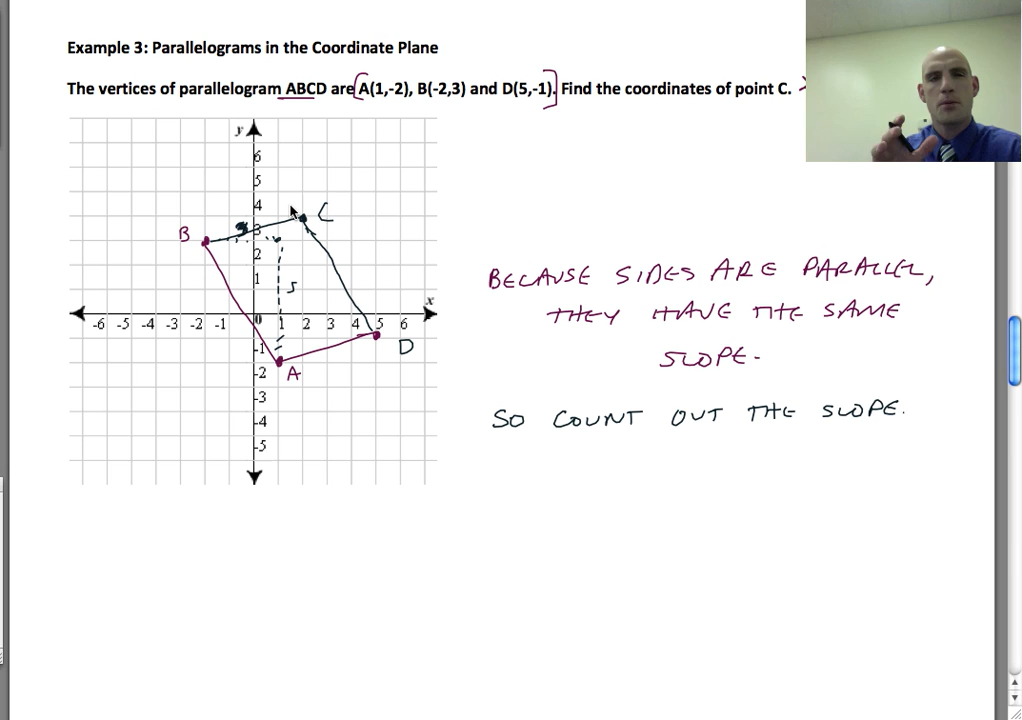 Example 3: Parallelograms in the Coordinate Plane
The vertices of parallelogram ABCD are A(1,-2), B(-2,3) and D(5,-1). Find the coordinates of point C.
y
6
5
4
C
B
3
3
2
1
5
x
-6 -5 -4 -3 -2 -1 0 1 2 3 4 5 6
-1
D
-2
A
-3
-4
-5
BECAUSE SIDES ARE PARALLEL,
THEY HAVE THE SAME
SLOPE.
SO COUNT OUT THE SLOPE.